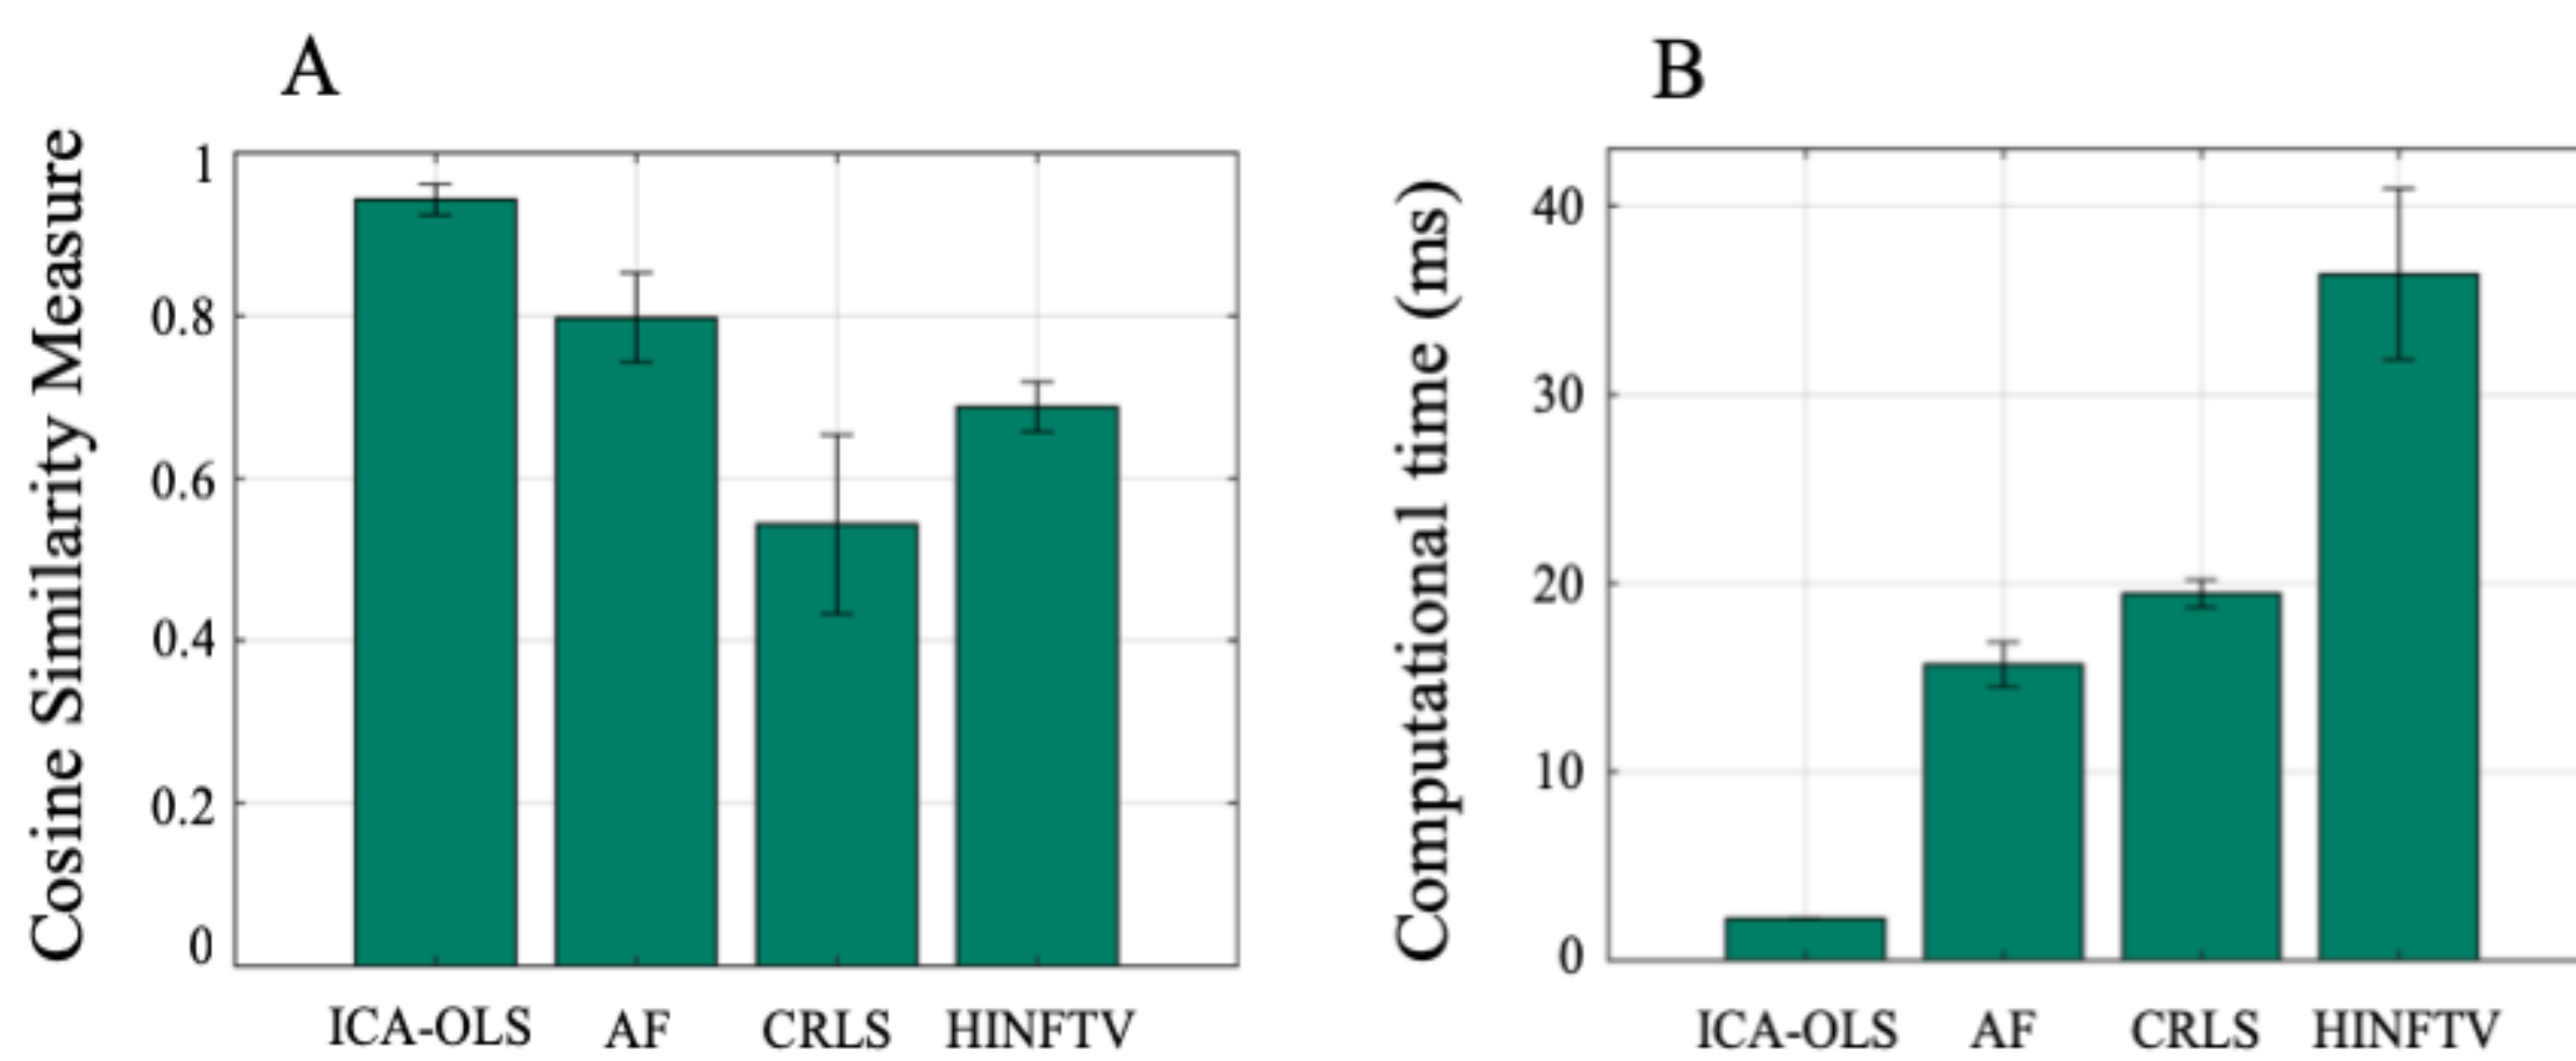 A
Cosine Similarity Measure
1
0.8
0.6
0.4
0.2
0
ICA-OLS AF CRLS HINFTV
B
Computational time (ms)
40
30
20
10
0
ICA-OLS AF CRLS HINFTV